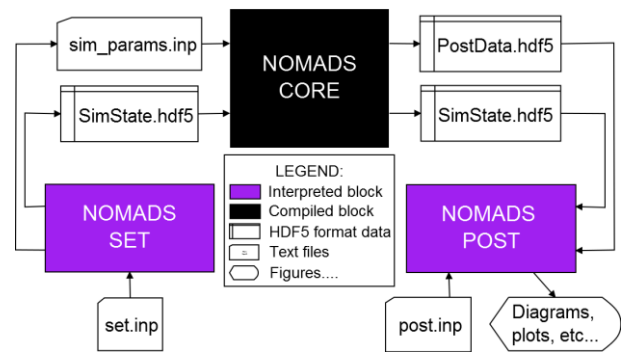 sim_params.inp
SimState.hdf5
NOMADS
CORE
PostData.hdf5
SimState.hdf5
NOMADS
SET
LEGEND:
Interpreted block
Compiled block
HDF5 format data
Text files
Figures....
NOMADS
POST
set.inp
post.inp
Diagrams,
plots, etc...